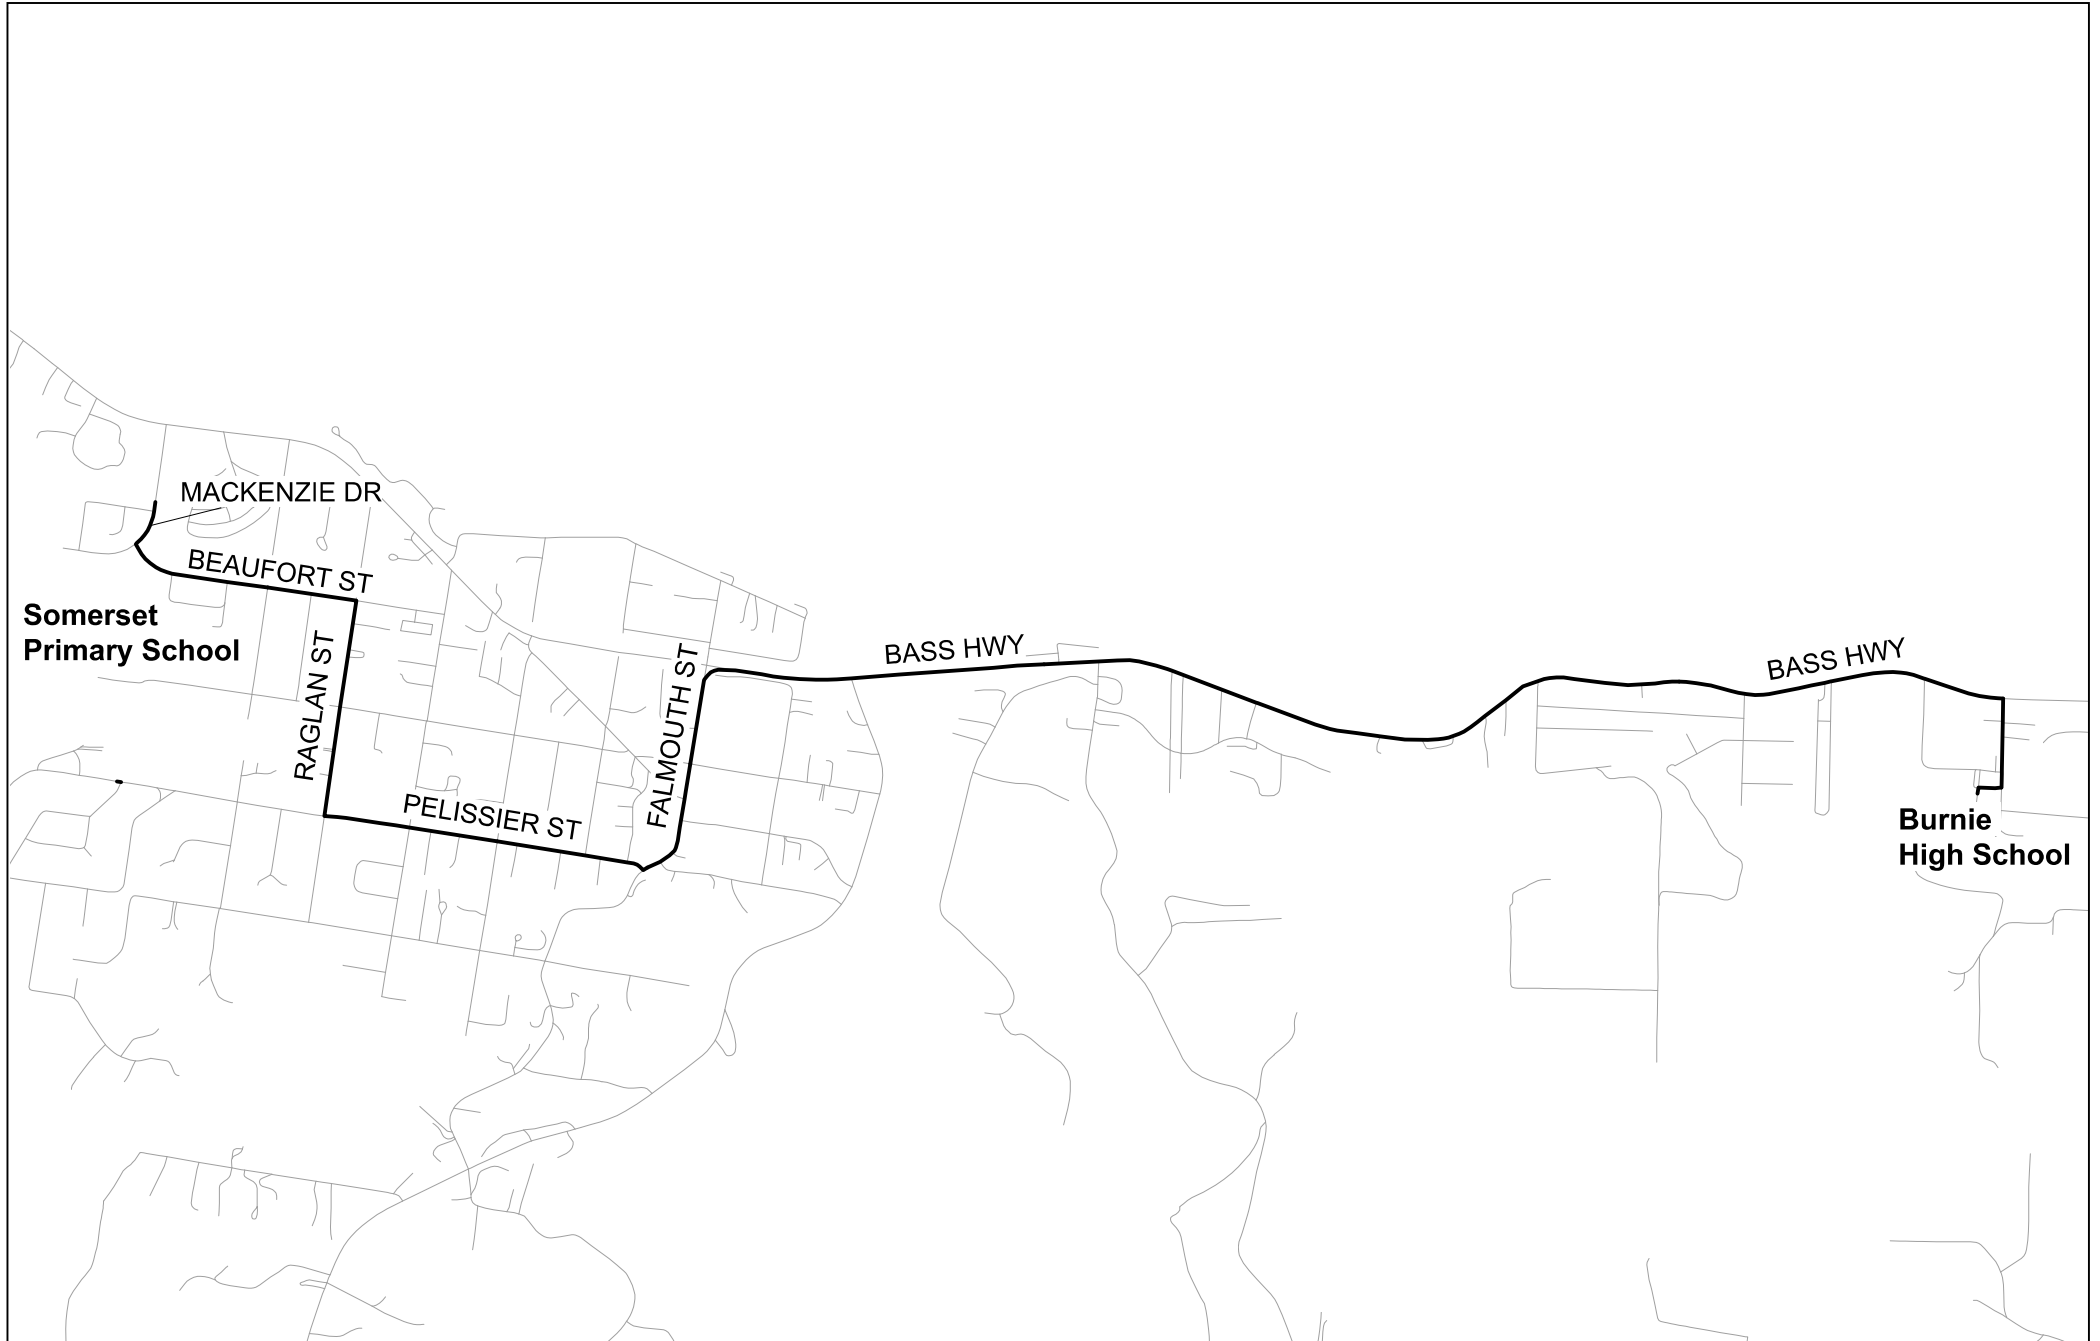 MACKENZIE DR
BEAUFORT ST
Somerset
Primary School
RAGLAN ST
PELISSIER ST
FALMOUTH ST
BASS HWY
BASS HWY
Burnie
High School